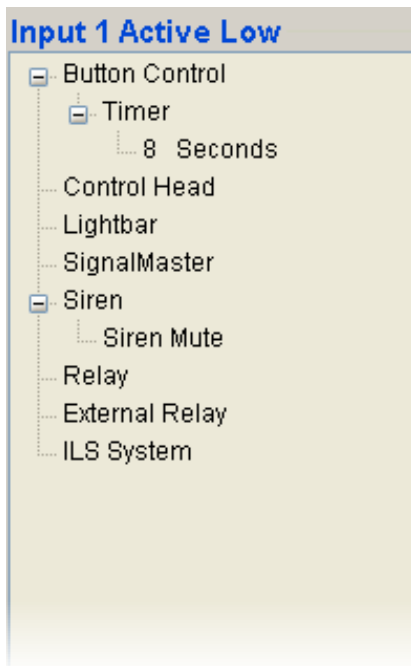 Input 1 Active Low
Button Control
Timer
8 Seconds
Control Head
Lightbar
SignalMaster
Siren
Siren Mute
Relay
External Relay
ILS System